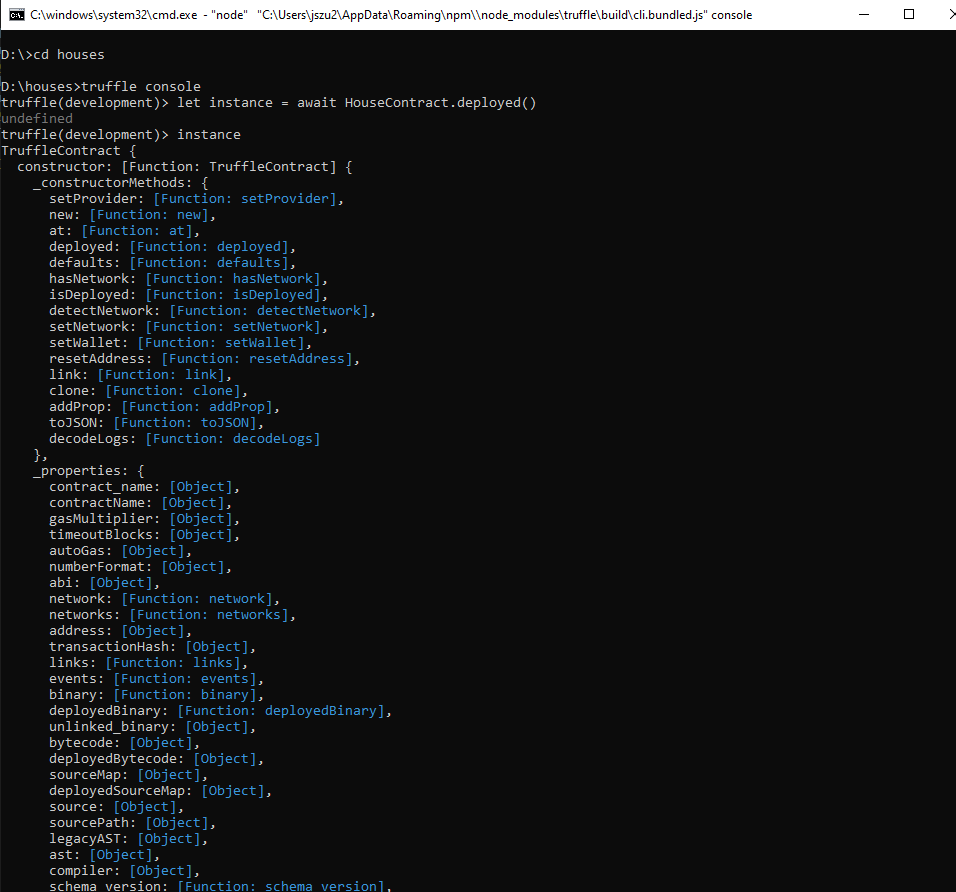 C:\windows\system32\cmd.exe - "node" "C:\Users\jszu2\AppData\Roaming\npm\\node_modules\truffle\build\cli.bundled.js" console
D:\>cd houses
D:\houses>truffle console
truffle(development)> let instance = await HouseContract.deployed()
undefined
truffle(development)> instance
TruffleContract {
  constructor: [Function: TruffleContract] {
    _constructorMethods: {
      setProvider: [Function: setProvider],
      new: [Function: new],
      at: [Function: at],
      deployed: [Function: deployed],
      defaults: [Function: defaults],
      hasNetwork: [Function: hasNetwork],
      isDeployed: [Function: isDeployed],
      detectNetwork: [Function: detectNetwork],
      setNetwork: [Function: setNetwork],
      setWallet: [Function: setWallet],
      resetAddress: [Function: resetAddress],
      link: [Function: link],
      clone: [Function: clone],
      addProp: [Function: addProp],
      toJSON: [Function: toJSON],
      decodeLogs: [Function: decodeLogs]
    },
    _properties: {
      contract_name: [Object],
      contractName: [Object],
      gasMultiplier: [Object],
      timeoutBlocks: [Object],
      autoGas: [Object],
      numberFormat: [Object],
      abi: [Object],
      network: [Function: network],
      networks: [Function: networks],
      address: [Object],
      transactionHash: [Object],
      links: [Function: links],
      events: [Function: events],
      binary: [Function: binary],
      deployedBinary: [Function: deployedBinary],
      unlinked_binary: [Object],
      bytecode: [Object],
      deployedBytecode: [Object],
      sourceMap: [Object],
      deployedSourceMap: [Object],
      source: [Object],
      sourcePath: [Object],
      legacyAST: [Object],
      ast: [Object],
      compiler: [Object],
      schema_version: [Function: schema_version],